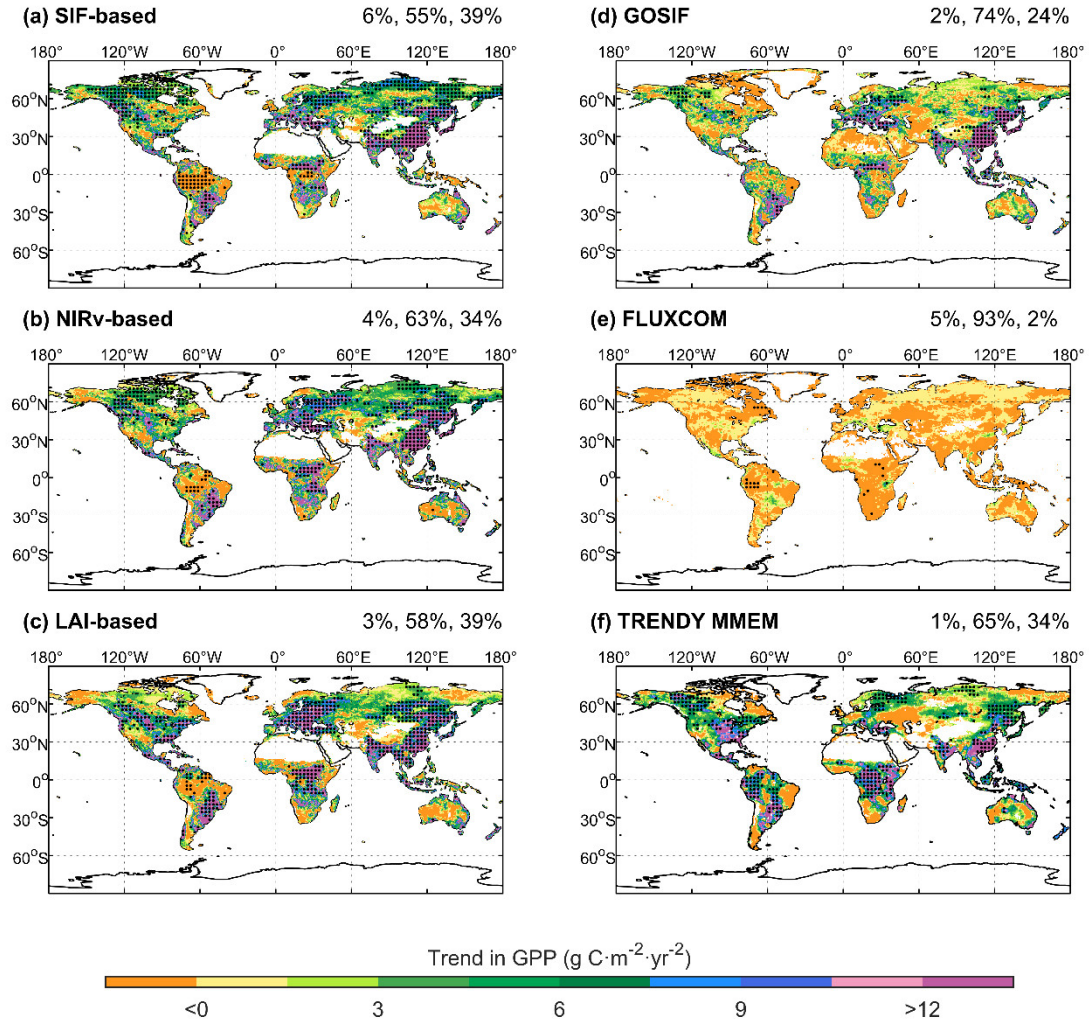 (a) SIF-based 6%, 55%, 39%
180° 120°W 60°W 0° 60°E 120°E 180°
60°N
30°N
0°
30°S
60°S
(d) GOSIF 2%, 74%, 24%
180° 120°W 60°W 0° 60°E 120°E 180°
60°N
30°N
0°
30°S
60°S
(b) NIRv-based 4%, 63%, 34%
180° 120°W 60°W 0° 60°E 120°E 180°
60°N
30°N
0°
30°S
60°S
(e) FLUXCOM 5%, 93%, 2%
180° 120°W 60°W 0° 60°E 120°E 180°
60°N
30°N
0°
30°S
60°S
(c) LAI-based 3%, 58%, 39%
180° 120°W 60°W 0° 60°E 120°E 180°
60°N
30°N
0°
30°S
60°S
(f) TRENDY MMEM 1%, 65%, 34%
180° 120°W 60°W 0° 60°E 120°E 180°
60°N
30°N
0°
30°S
60°S
Trend in GPP (g C·m⁻²·yr⁻²)
<0 3 6 9 >12